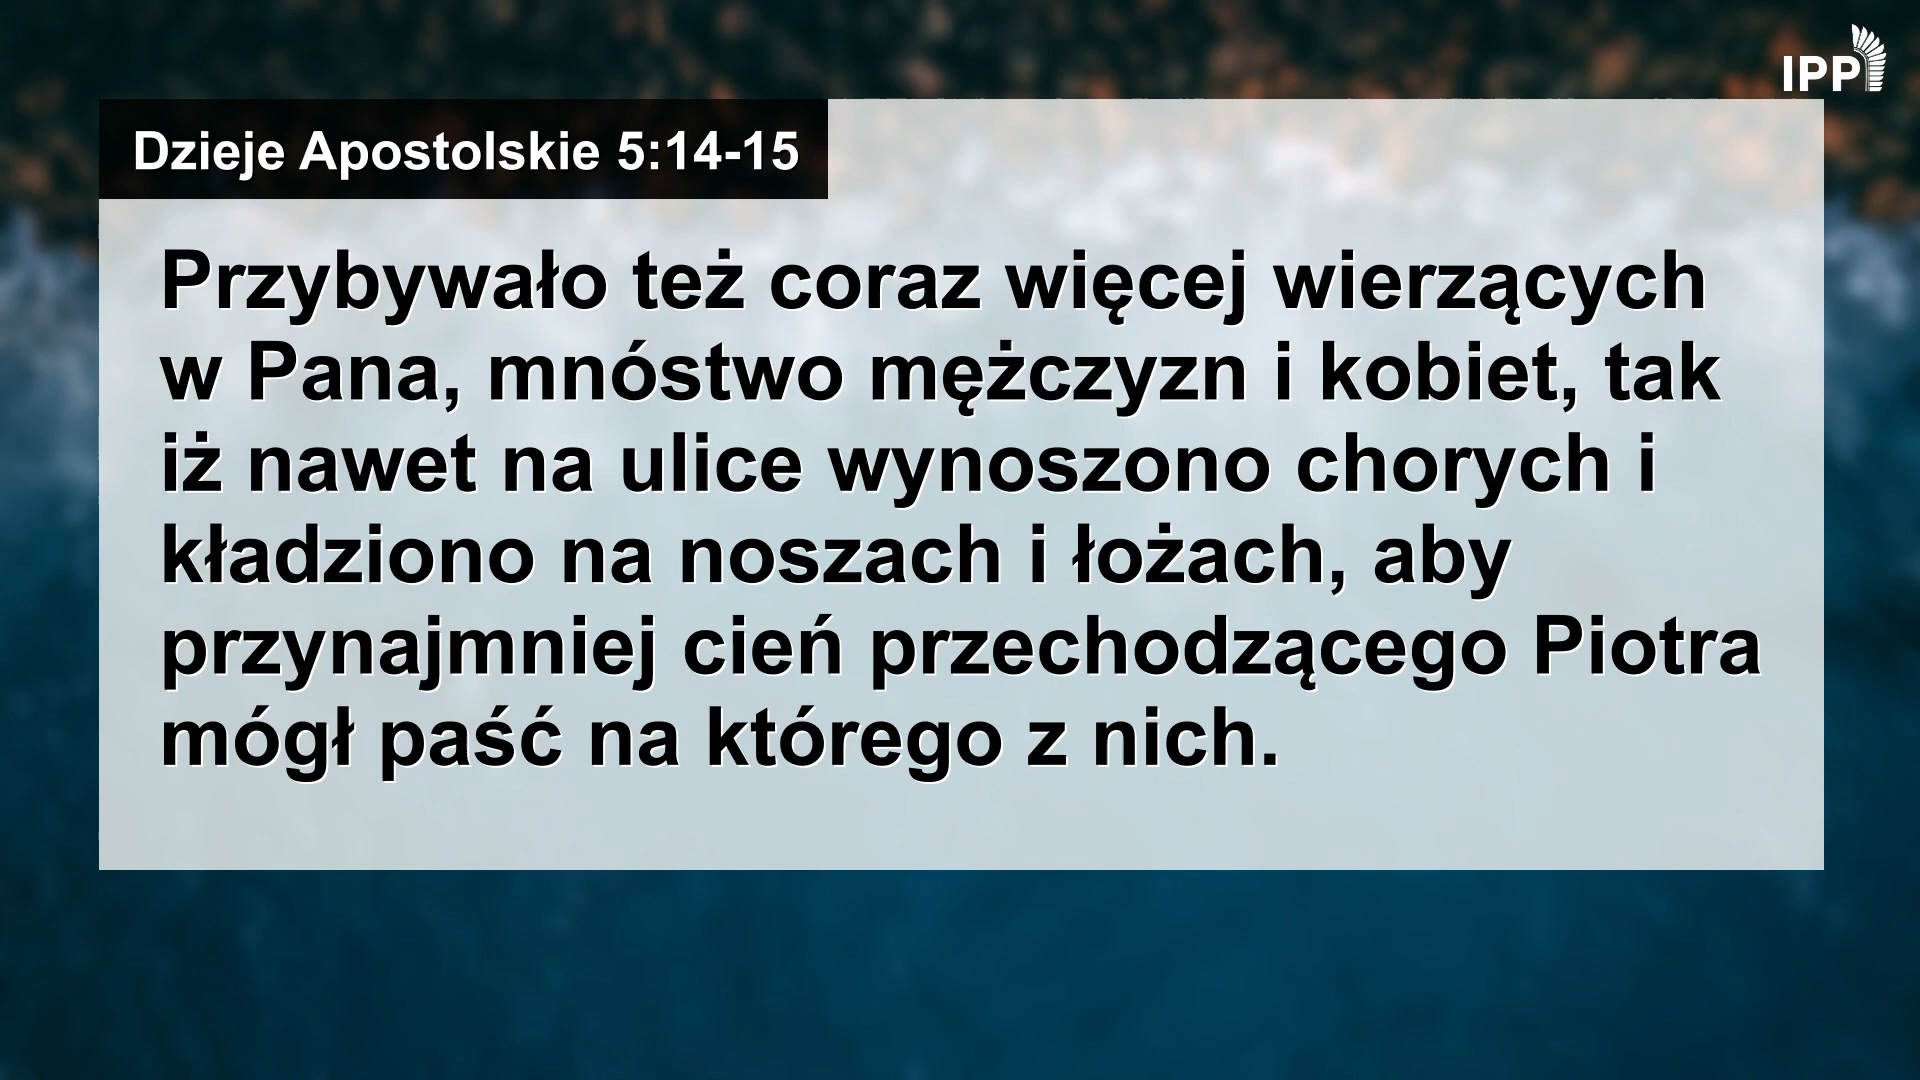 IPP
Dzieje Apostolskie 5:14-15
Przybywało też coraz więcej wierzących
w Pana, mnóstwo mężczyzn i kobiet, tak
iż nawet na ulice wynoszono chorych i
kładziono na noszach i łożach, aby
przynajmniej cień przechodzącego Piotra
mógł paść na którego z nich.